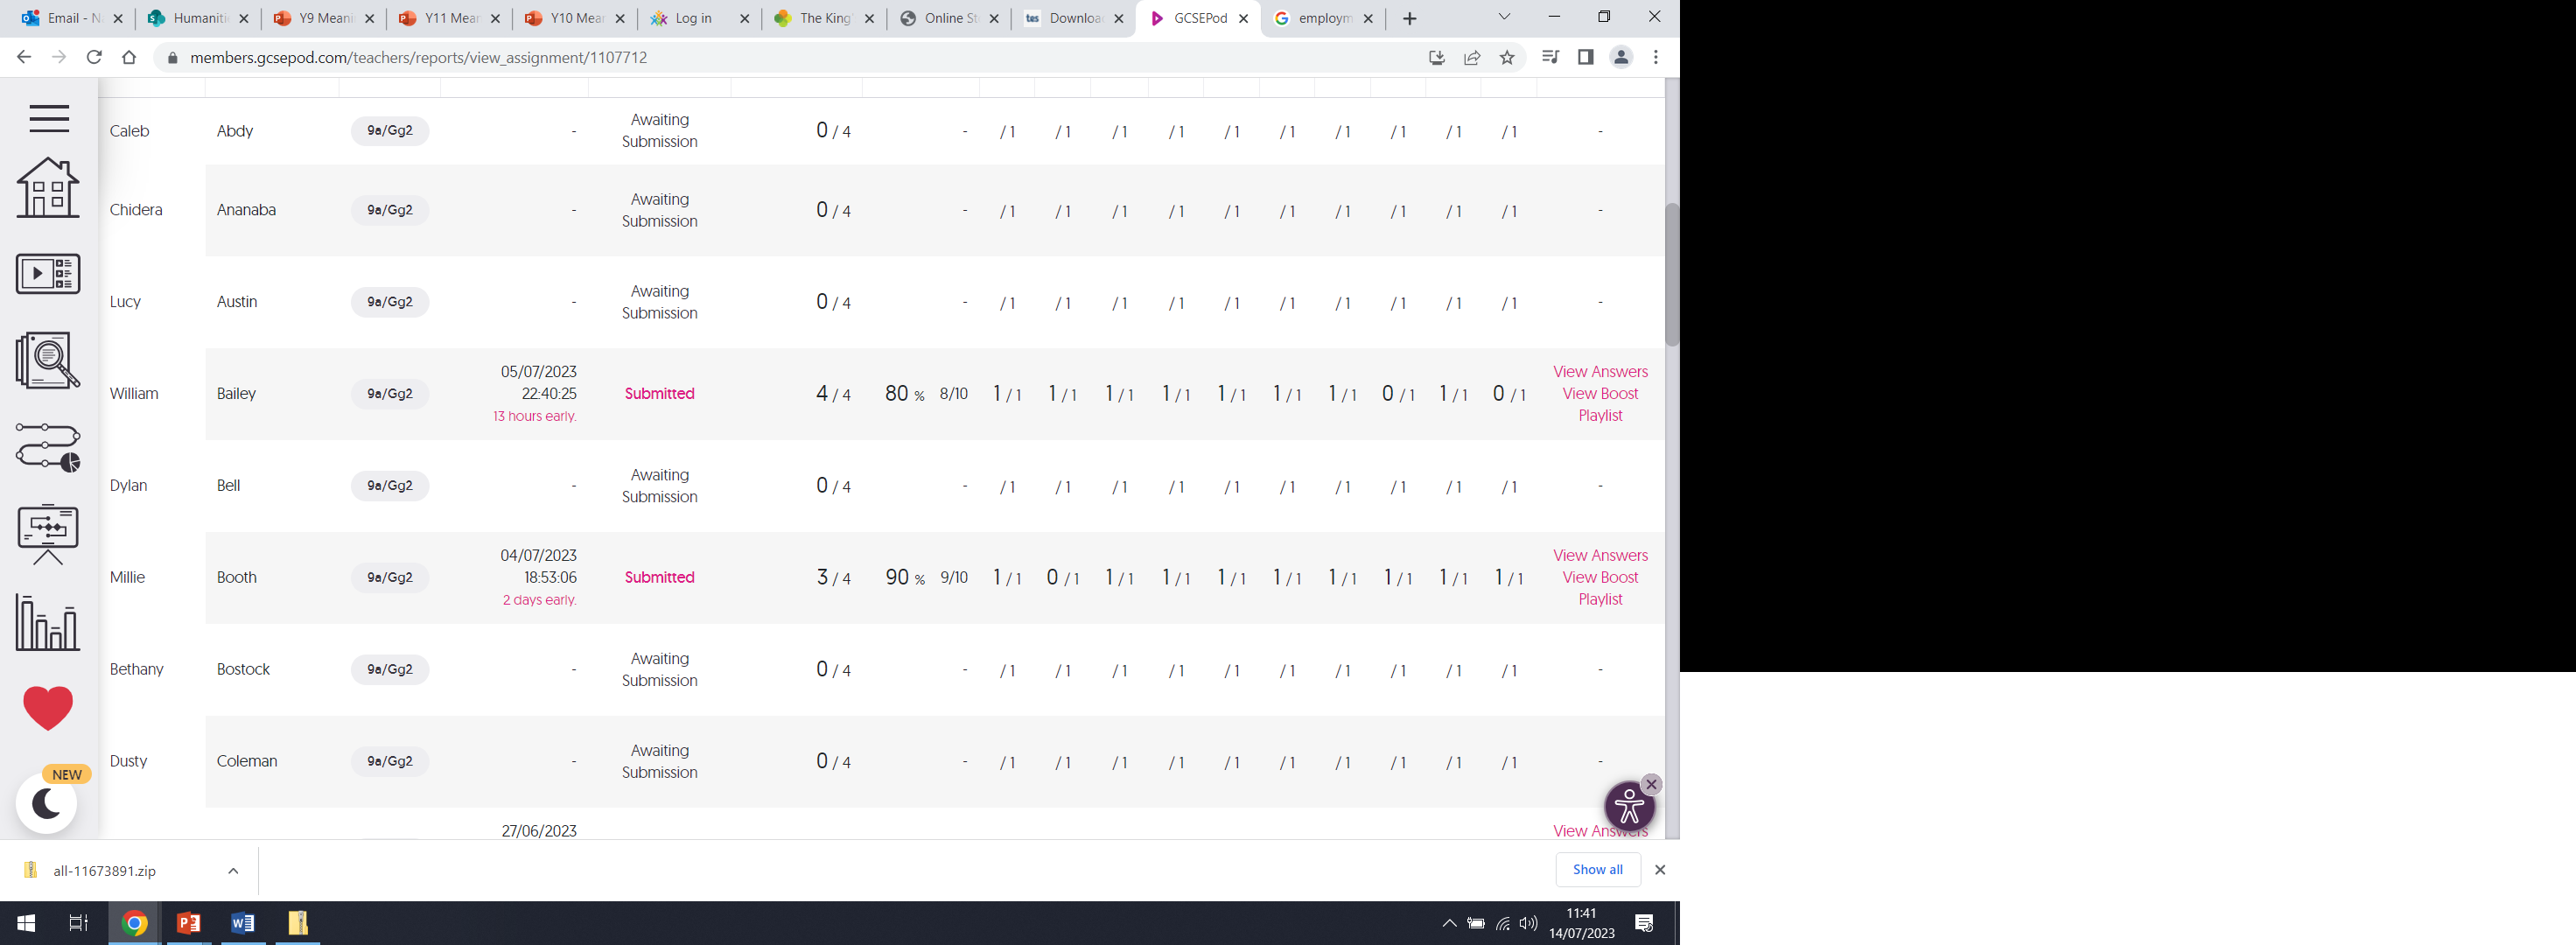 Email - N
Humaniti
Y9 Meani
Y11 Mean
Y10 Mean
Log in
The King
Online St
tes Downloa
GCSEPod
employm
members.gcsepod.com/teachers/reports/view_assignment/1107712
Caleb Abdy 9a/Gg2 - Awaiting Submission 0 / 4 - / 1 / 1 / 1 / 1 / 1 / 1 / 1 / 1 / 1 / 1 -
Chidera Ananaba 9a/Gg2 - Awaiting Submission 0 / 4 - / 1 / 1 / 1 / 1 / 1 / 1 / 1 / 1 / 1 / 1 -
Lucy Austin 9a/Gg2 - Awaiting Submission 0 / 4 - / 1 / 1 / 1 / 1 / 1 / 1 / 1 / 1 / 1 / 1 -
William Bailey 9a/Gg2 05/07/2023 22:40:25 13 hours early. Submitted 4 / 4 80 % 8/10 1 / 1 1 / 1 1 / 1 1 / 1 1 / 1 1 / 1 1 / 1 0 / 1 1 / 1 0 / 1 View Answers View Boost Playlist
Dylan Bell 9a/Gg2 - Awaiting Submission 0 / 4 - / 1 / 1 / 1 / 1 / 1 / 1 / 1 / 1 / 1 / 1 -
Millie Booth 9a/Gg2 04/07/2023 18:53:06 2 days early. Submitted 3 / 4 90 % 9/10 1 / 1 0 / 1 1 / 1 1 / 1 1 / 1 1 / 1 1 / 1 1 / 1 1 / 1 1 / 1 View Answers View Boost Playlist
Bethany Bostock 9a/Gg2 - Awaiting Submission 0 / 4 - / 1 / 1 / 1 / 1 / 1 / 1 / 1 / 1 / 1 / 1 -
Dusty Coleman 9a/Gg2 - Awaiting Submission 0 / 4 - / 1 / 1 / 1 / 1 / 1 / 1 / 1 / 1 / 1 / 1 -
27/06/2023 View Answers
NEW
all-11673891.zip
Show all
11:41
14/07/2023